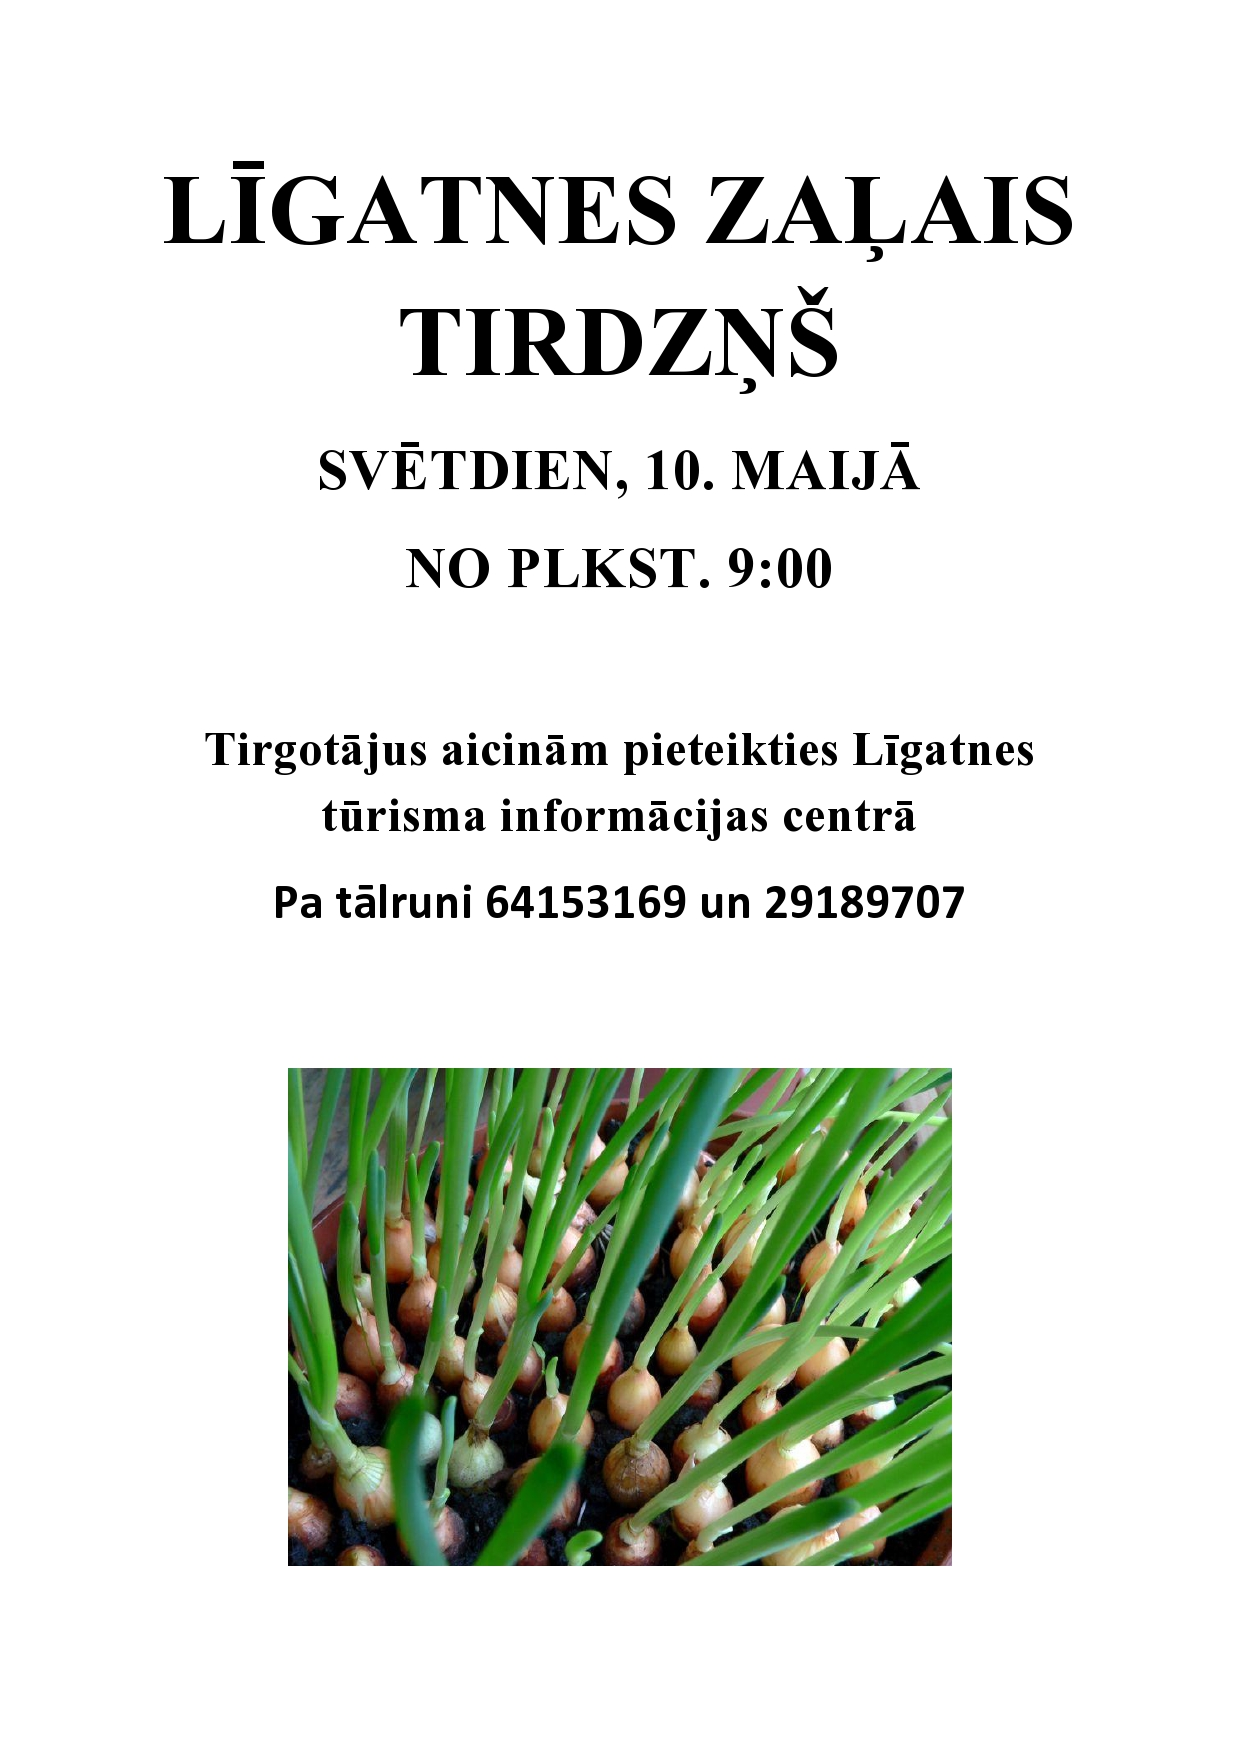 LĪGATNES ZAĻAIS
TIRDZŅŠ
SVĒTDIEN, 10. MAIJĀ
NO PLKST. 9:00
Tirgotājus aicinām pieteikties Līgatnes
tūrisma informācijas centrā
Pa tālruni 64153169 un 29189707